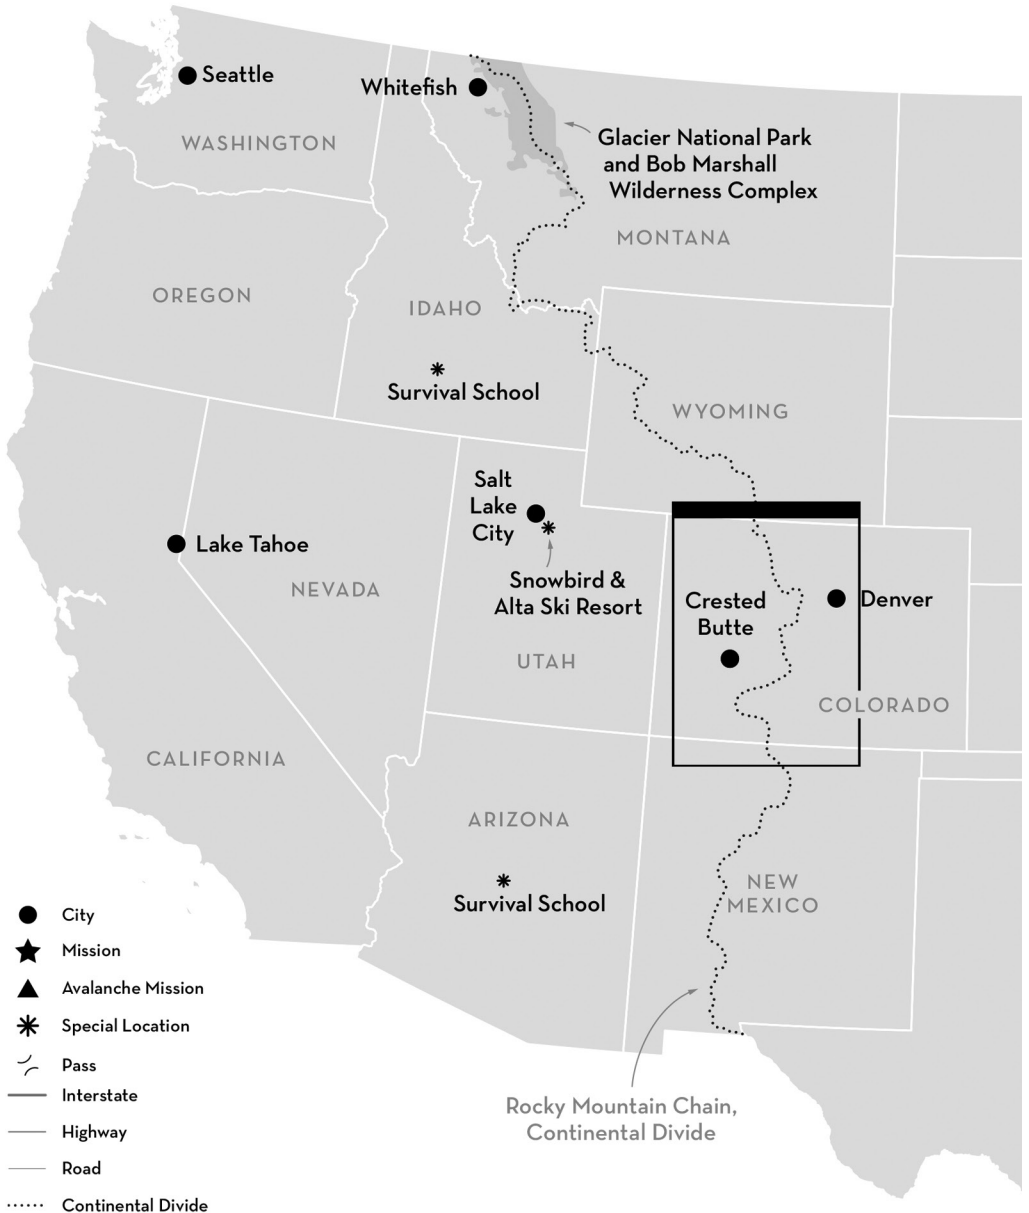 Seattle
Whitefish
WASHINGTON
Glacier National Park
and Bob Marshall
Wilderness Complex
MONTANA
OREGON
IDAHO
Survival School
WYOMING
Salt
Lake
City
Lake Tahoe
Snowbird &
Alta Ski Resort
NEVADA
Crested
Butte
Denver
UTAH
COLORADO
CALIFORNIA
ARIZONA
Survival School
NEW
MEXICO
Rocky Mountain Chain,
Continental Divide
City
Mission
Avalanche Mission
Special Location
Pass
Interstate
Highway
Road
Continental Divide